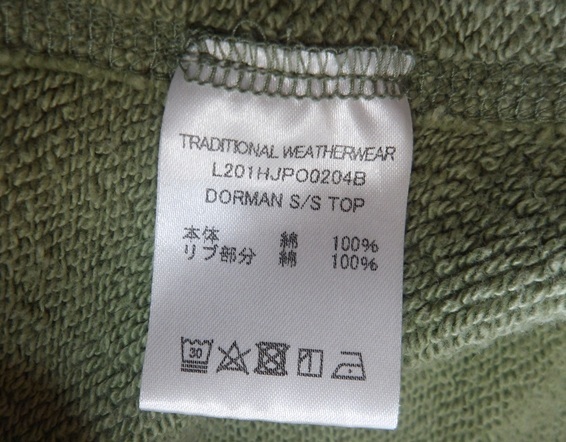 TRADITIONAL WEATHERWEAR
L201HJPO0204B
DORMAN S/S TOP
本体 綿 100%
リブ部分 綿 100%
30